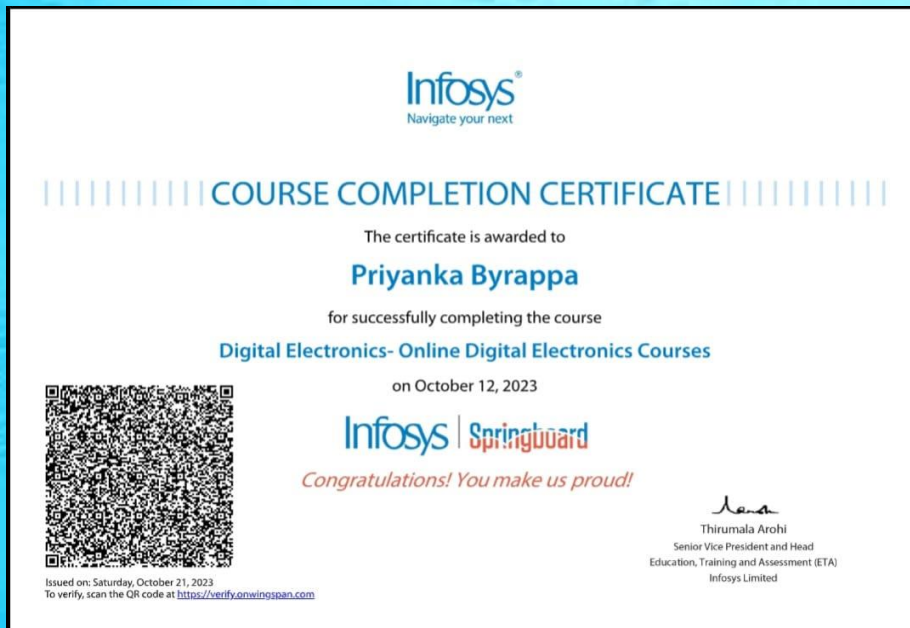 Infosys®
Navigate your next
COURSE COMPLETION CERTIFICATE
The certificate is awarded to
Priyanka Byrappa
for successfully completing the course
Digital Electronics- Online Digital Electronics Courses
on October 12, 2023
Infosys | Springboard
Congratulations! You make us proud!
Thirumala Arohi
Senior Vice President and Head
Education, Training and Assessment (ETA)
Infosys Limited
Issued on: Saturday, October 21, 2023
To verify, scan the QR code at https://verify.onwingspan.com